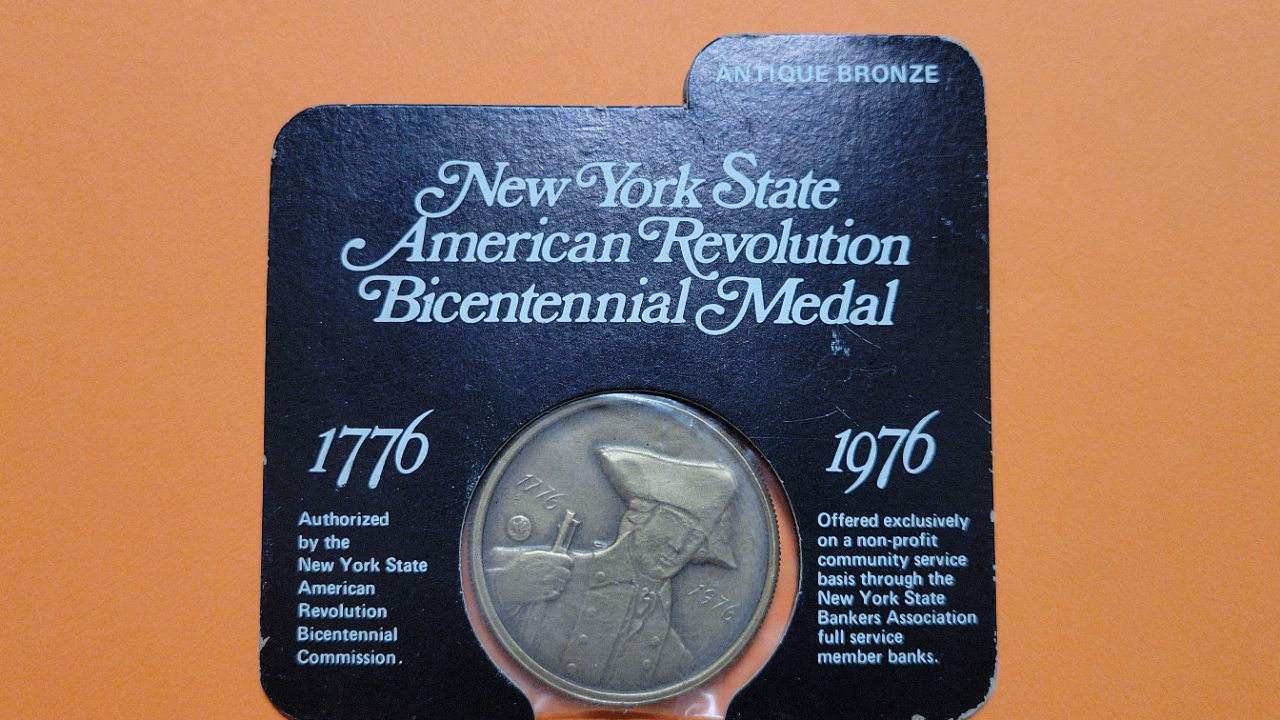 ANTIQUE BRONZE
New York State
American Revolution
Bicentennial Medal
1776
Authorized
by the
New York State
American
Revolution
Bicentennial
Commission.
1776
1976
1976
Offered exclusively
on a non-profit
community service
basis through the
New York State
Bankers Association
full service
member banks.